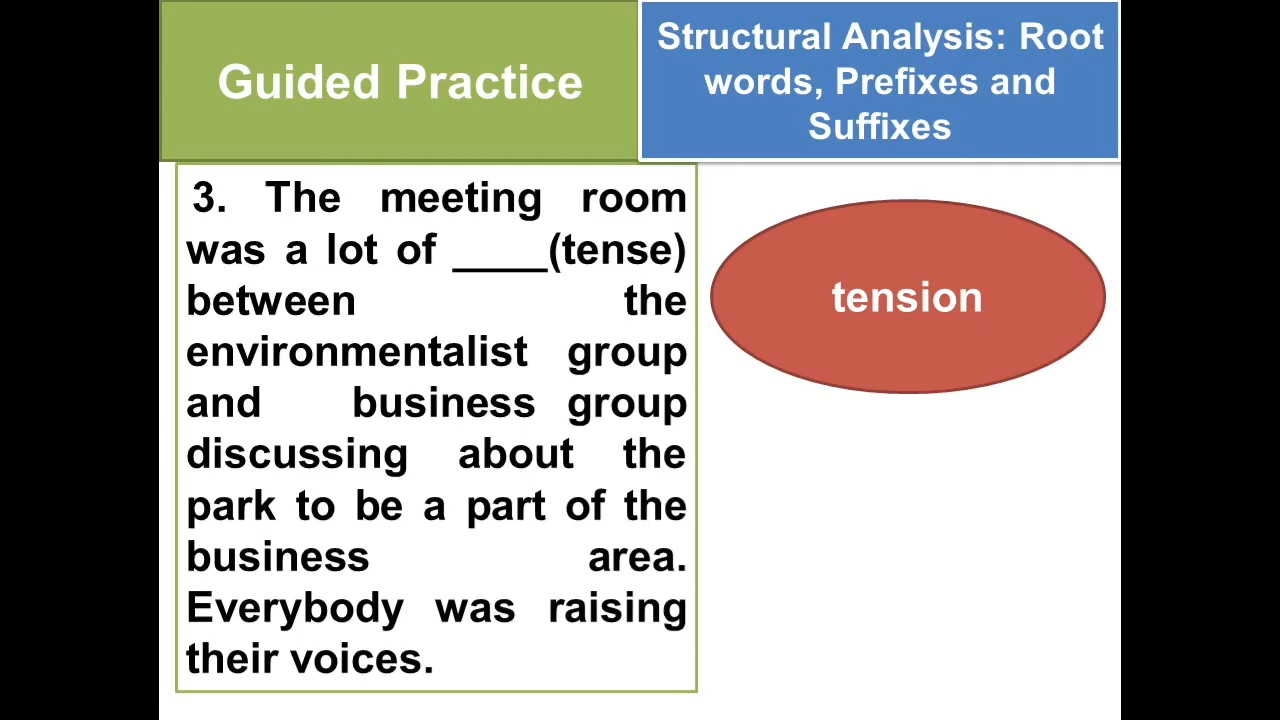 Guided Practice
Structural Analysis: Root
words, Prefixes and
Suffixes
3. The meeting room
was a lot of ____(tense)
between the
environmentalist group
and business group
discussing about the
park to be a part of the
business area.
Everybody was raising
their voices.
tension